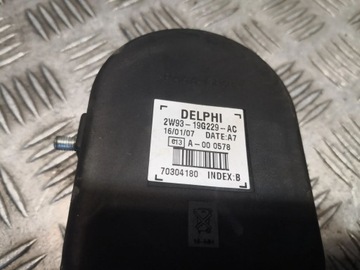 DELPHI
2W93-19G229-AC
16/01/07 DATE:A7
e13 A-00 0578
70304180 INDEX:B